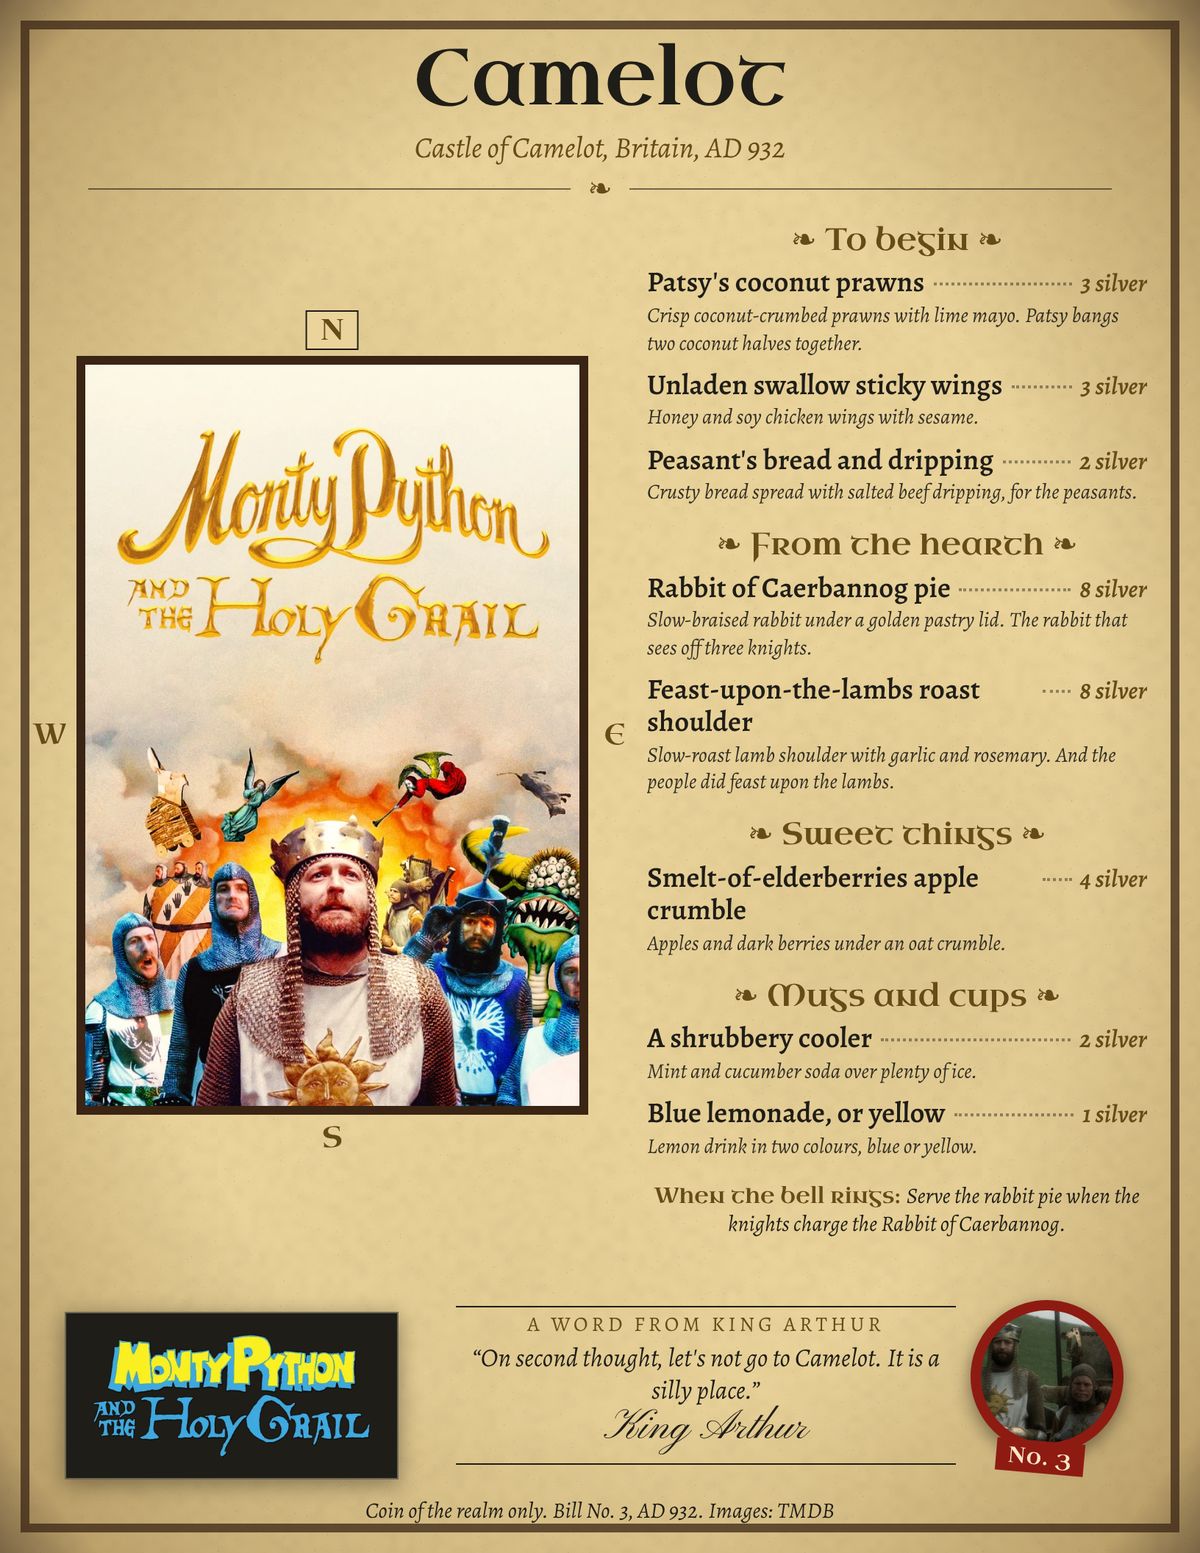 Camelot
Castle of Camelot, Britain, AD 932
❧
N
Monty Python
AND THE HOLY GRAIL
W
E
S
❧ To begin ❧
Patsy's coconut prawns 3 silver
Crisp coconut-crumbed prawns with lime mayo. Patsy bangs
two coconut halves together.
Unladen swallow sticky wings 3 silver
Honey and soy chicken wings with sesame.
Peasant's bread and dripping 2 silver
Crusty bread spread with salted beef dripping, for the peasants.
❧ From the hearth ❧
Rabbit of Caerbannog pie 8 silver
Slow-braised rabbit under a golden pastry lid. The rabbit that
sees off three knights.
Feast-upon-the-lambs roast 8 silver
shoulder
Slow-roast lamb shoulder with garlic and rosemary. And the
people did feast upon the lambs.
❧ Sweet things ❧
Smelt-of-elderberries apple 4 silver
crumble
Apples and dark berries under an oat crumble.
❧ Mugs and cups ❧
A shrubbery cooler 2 silver
Mint and cucumber soda over plenty of ice.
Blue lemonade, or yellow 1 silver
Lemon drink in two colours, blue or yellow.
When the bell rings: Serve the rabbit pie when the
knights charge the Rabbit of Caerbannog.
MONTY PYTHON
AND THE HOLY GRAIL
A WORD FROM KING ARTHUR
“On second thought, let's not go to Camelot. It is a
silly place.”
King Arthur
No. 3
Coin of the realm only. Bill No. 3, AD 932. Images: TMDB